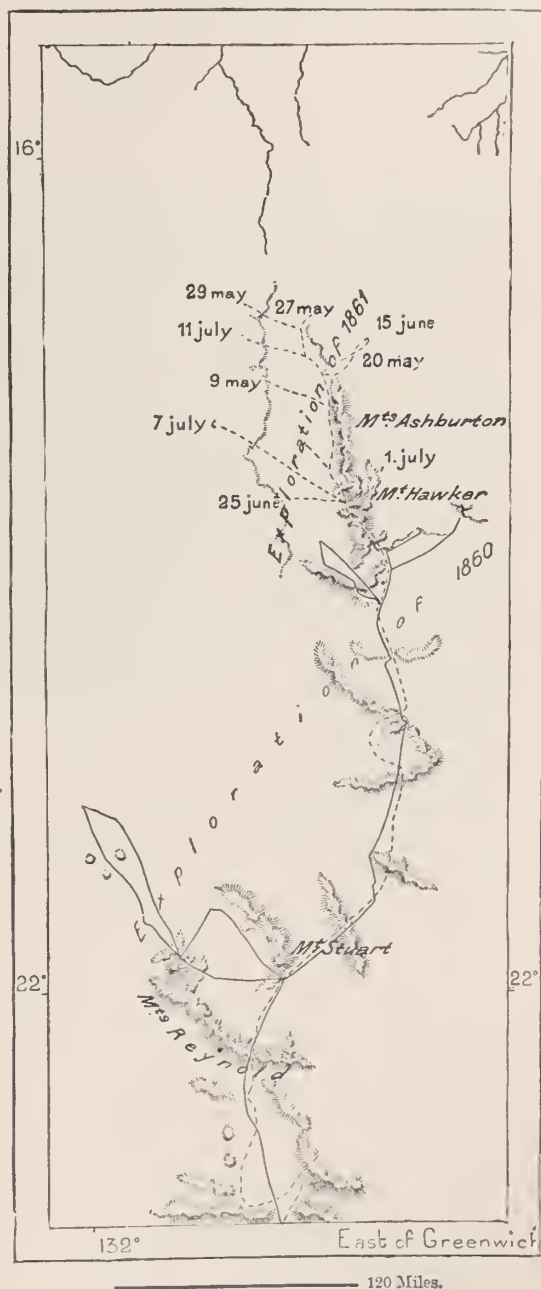 16°
29 may
27 may
11 july
15 june
20 may
9 may
Exploration of 1861
7 july
Mts Ashburton
1. july
25 june
Mt Hawker
Exploration of 1860
Mt Stuart
22°
22°
Mts Reynold
132°
East of Greenwich
120 Miles.